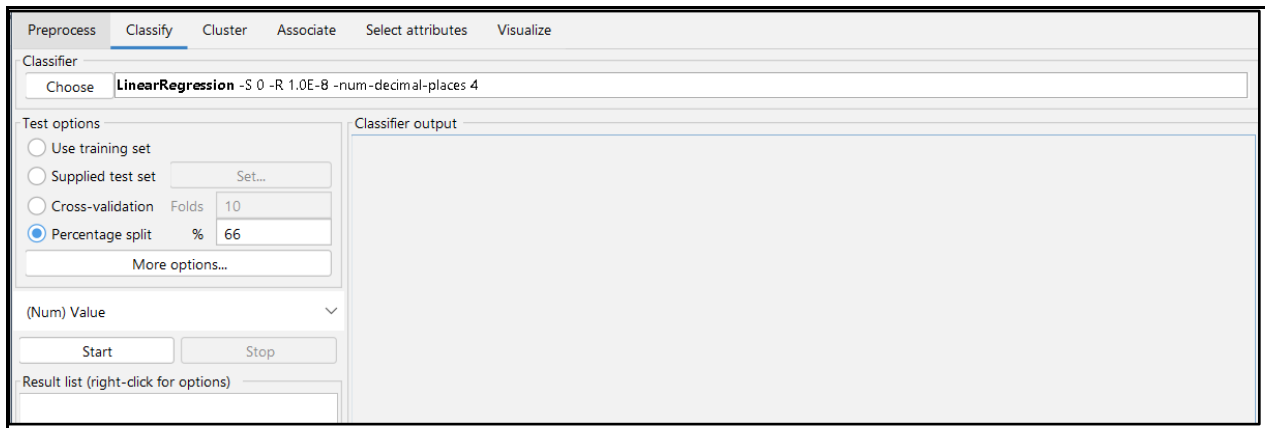 Preprocess Classify Cluster Associate Select attributes Visualize
Classifier
Choose LinearRegression -S 0 -R 1.0E-8 -num-decimal-places 4
Test options
Use training set
Supplied test set Set...
Cross-validation Folds 10
Percentage split % 66
More options...
(Num) Value
Start Stop
Result list (right-click for options)
Classifier output